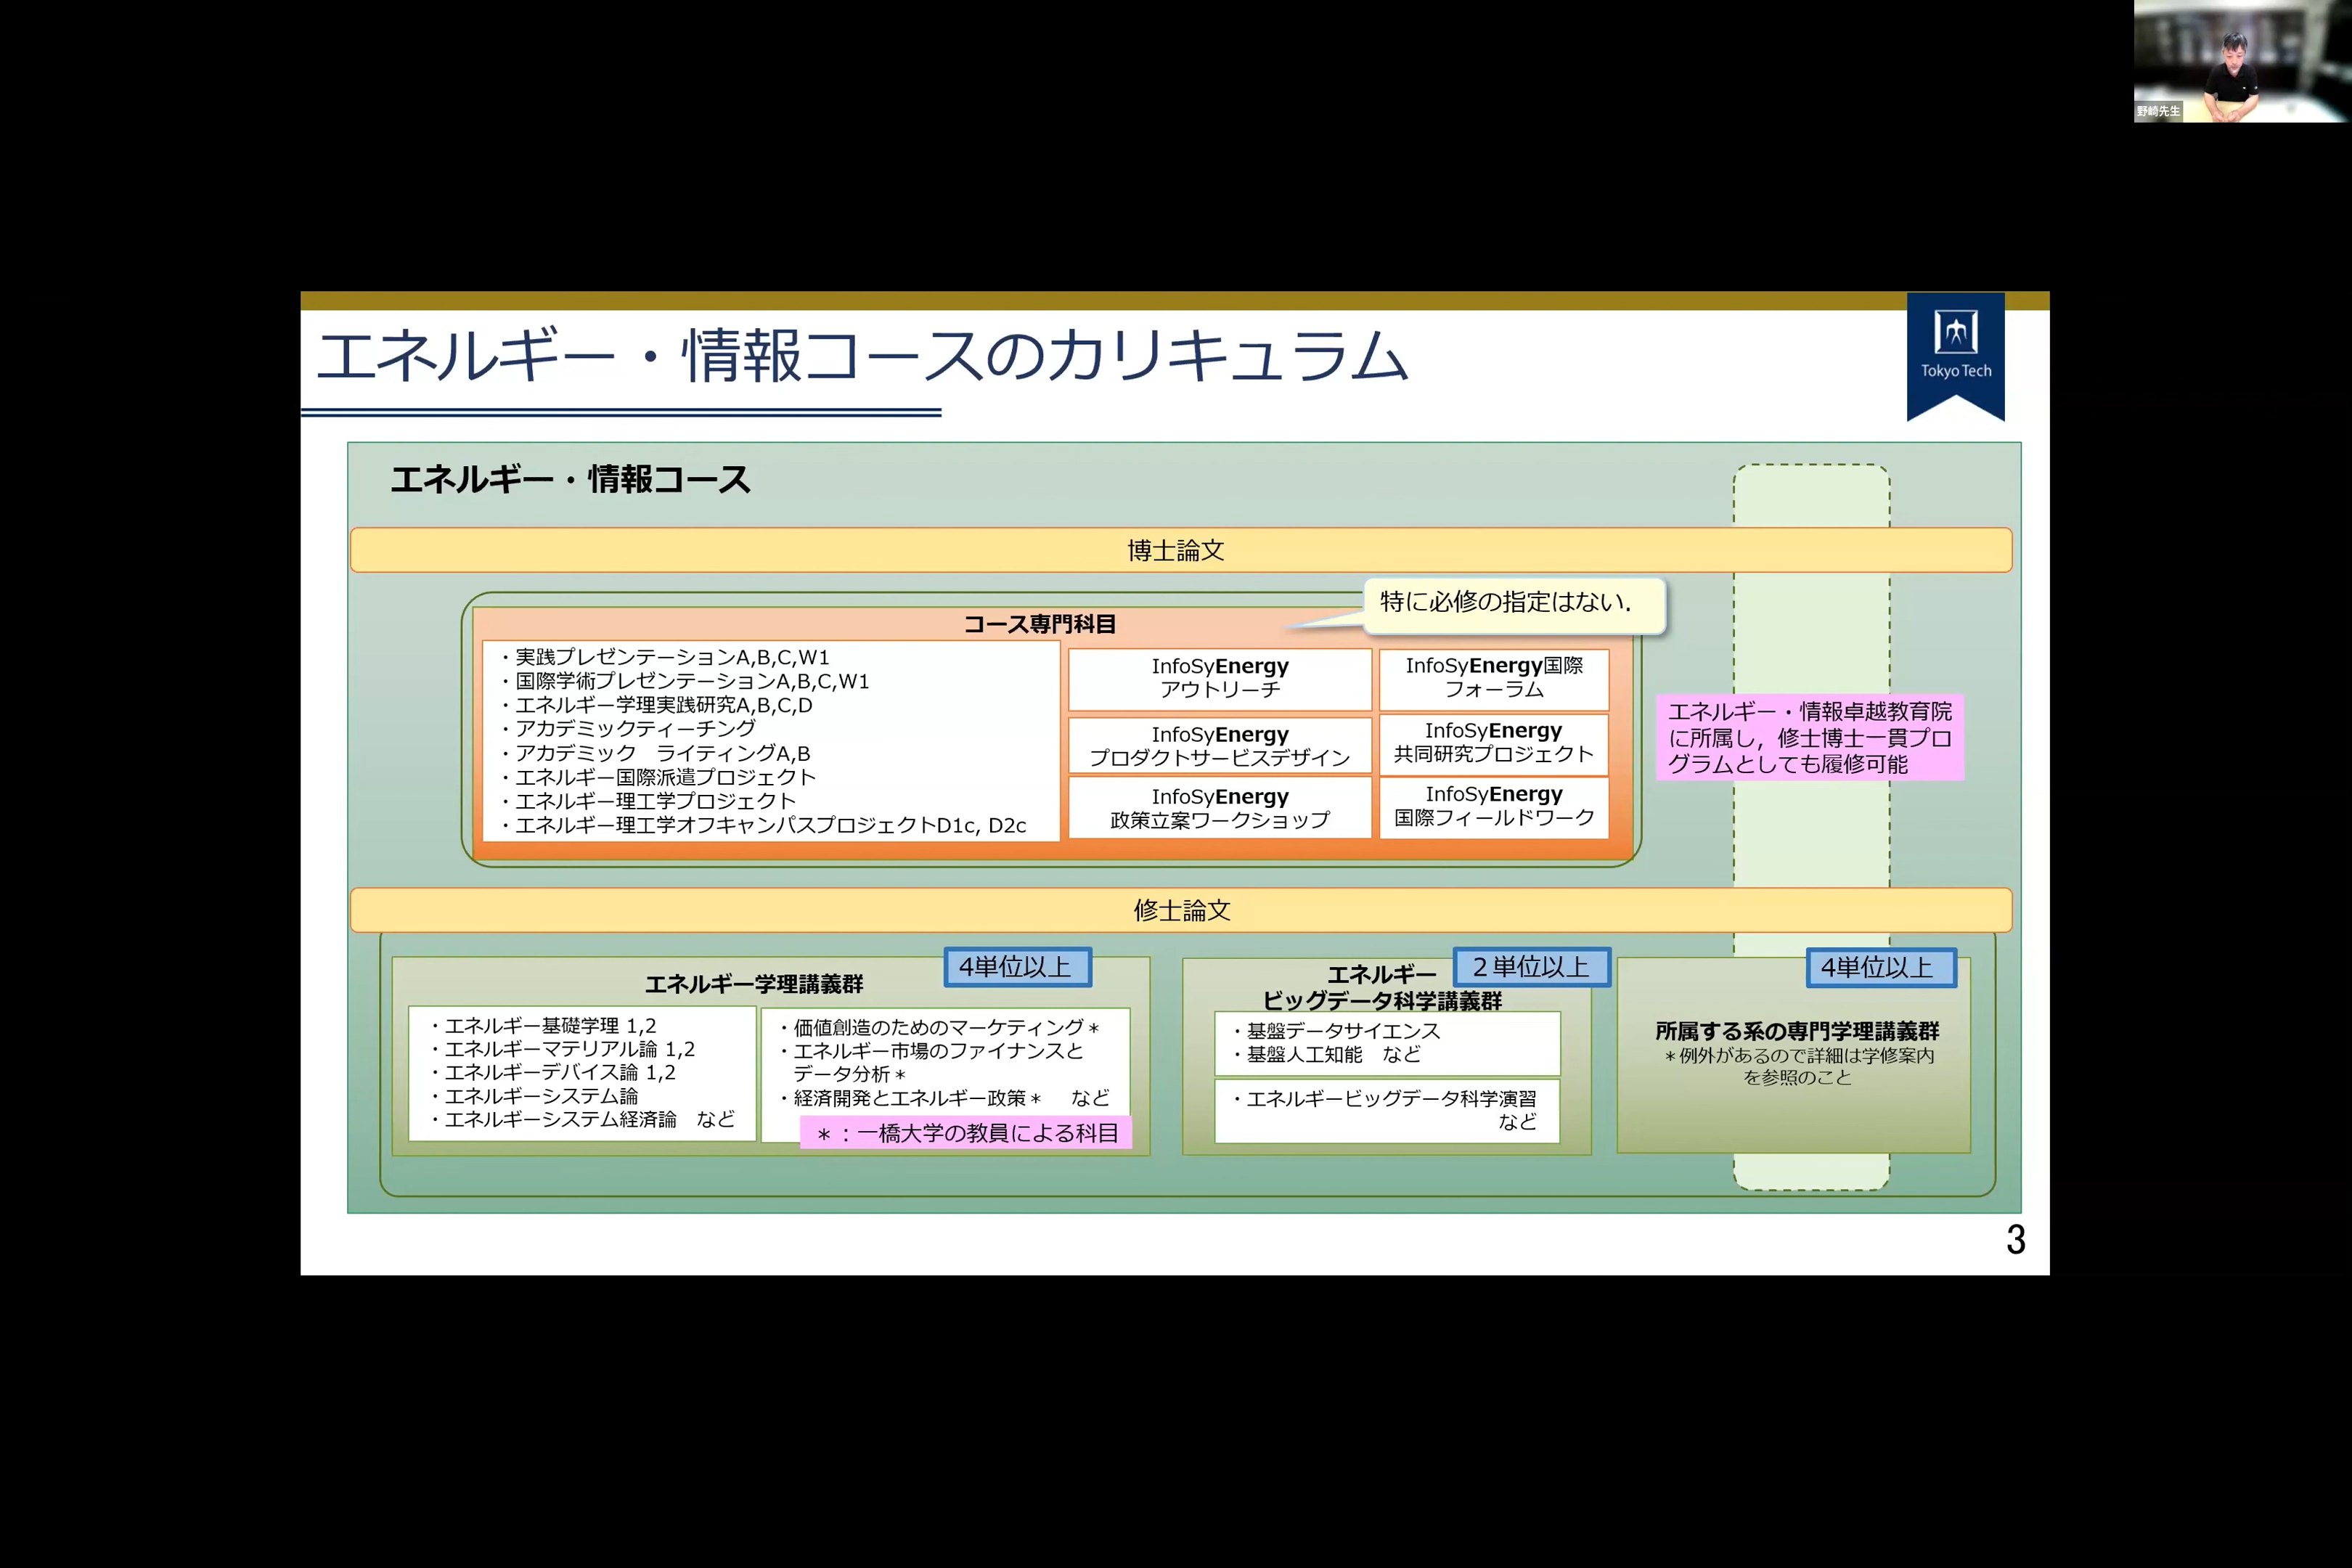 野崎先生
エネルギー・情報コースのカリキュラム
Tokyo Tech
エネルギー・情報コース
博士論文
特に必修の指定はない.
コース専門科目
・実践プレゼンテーションA,B,C,W1
・国際学術プレゼンテーションA,B,C,W1
・エネルギー学理実践研究A,B,C,D
・アカデミックティーチング
・アカデミック　ライティングA,B
・エネルギー国際派遣プロジェクト
・エネルギー理工学プロジェクト
・エネルギー理工学オフキャンパスプロジェクトD1c, D2c
InfoSyEnergy
アウトリーチ
InfoSyEnergy国際
フォーラム
InfoSyEnergy
プロダクトサービスデザイン
InfoSyEnergy
共同研究プロジェクト
InfoSyEnergy
政策立案ワークショップ
InfoSyEnergy
国際フィールドワーク
エネルギー・情報卓越教育院
に所属し，修士博士一貫プロ
グラムとしても履修可能
修士論文
4単位以上
エネルギー学理講義群
・エネルギー基礎学理 1,2
・エネルギーマテリアル論 1,2
・エネルギーデバイス論 1,2
・エネルギーシステム論
・エネルギーシステム経済論　など
・価値創造のためのマーケティング＊
・エネルギー市場のファイナンスと
データ分析＊
・経済開発とエネルギー政策＊　など
＊：一橋大学の教員による科目
２単位以上
エネルギー
ビッグデータ科学講義群
・基盤データサイエンス
・基盤人工知能　など
・エネルギービッグデータ科学演習
など
4単位以上
所属する系の専門学理講義群
＊例外があるので詳細は学修案内
を参照のこと
3